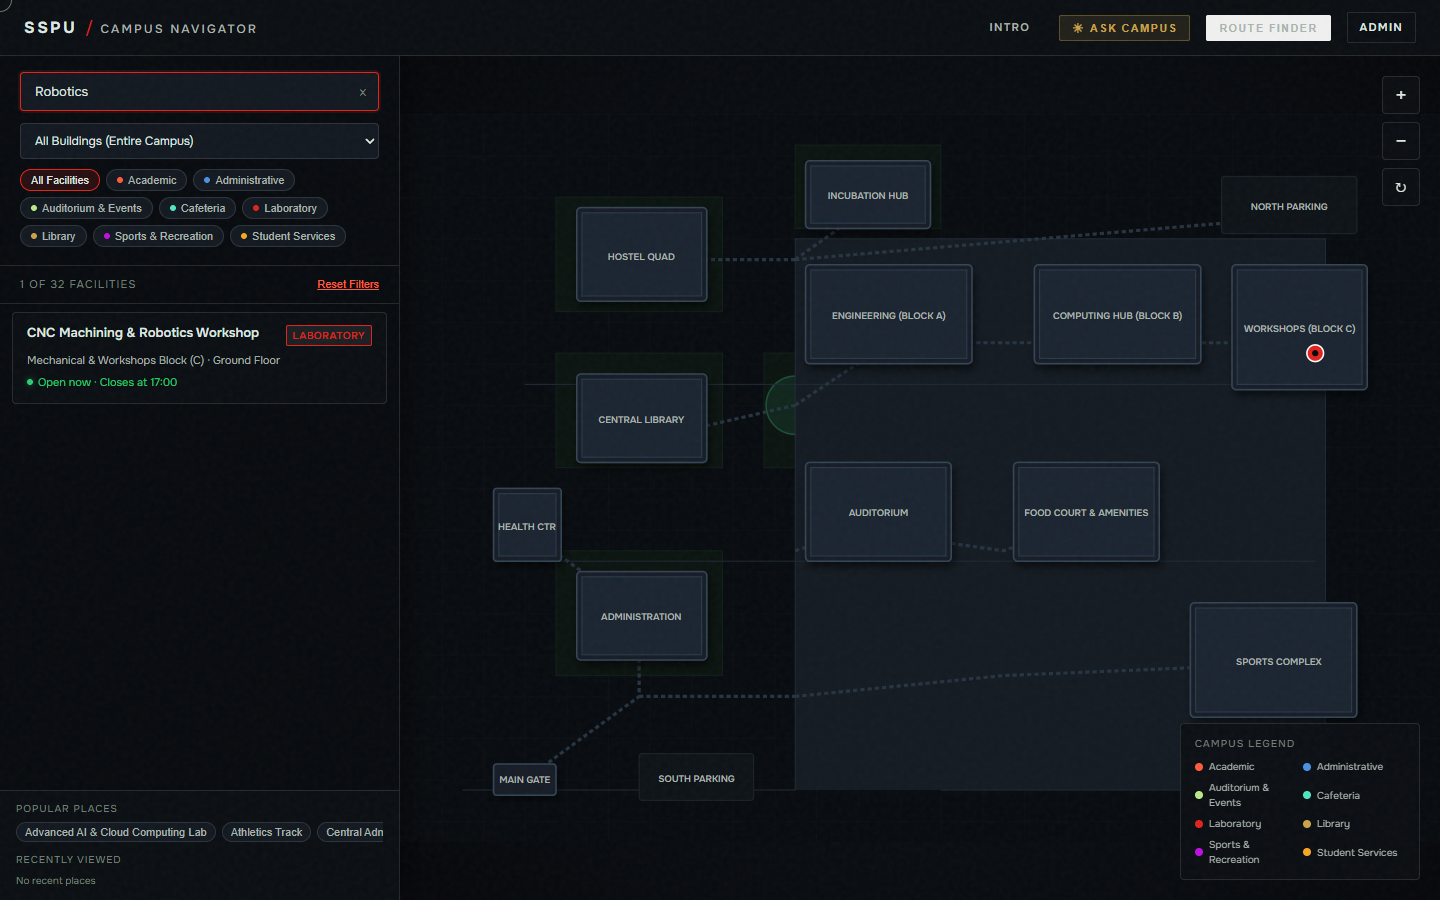 SSPU / CAMPUS NAVIGATOR
INTRO
✳ ASK CAMPUS
ROUTE FINDER
ADMIN
Robotics
×
All Buildings (Entire Campus)
All Facilities
Academic
Administrative
Auditorium & Events
Cafeteria
Laboratory
Library
Sports & Recreation
Student Services
1 OF 32 FACILITIES
Reset Filters
CNC Machining & Robotics Workshop
LABORATORY
Mechanical & Workshops Block (C) · Ground Floor
Open now · Closes at 17:00
POPULAR PLACES
Advanced AI & Cloud Computing Lab
Athletics Track
Central Adm
RECENTLY VIEWED
No recent places
+
−
↻
INCUBATION HUB
NORTH PARKING
HOSTEL QUAD
ENGINEERING (BLOCK A)
COMPUTING HUB (BLOCK B)
WORKSHOPS (BLOCK C)
CENTRAL LIBRARY
HEALTH CTR
AUDITORIUM
FOOD COURT & AMENITIES
ADMINISTRATION
SPORTS COMPLEX
MAIN GATE
SOUTH PARKING
CAMPUS LEGEND
Academic
Administrative
Auditorium &
Events
Cafeteria
Laboratory
Library
Sports &
Recreation
Student Services